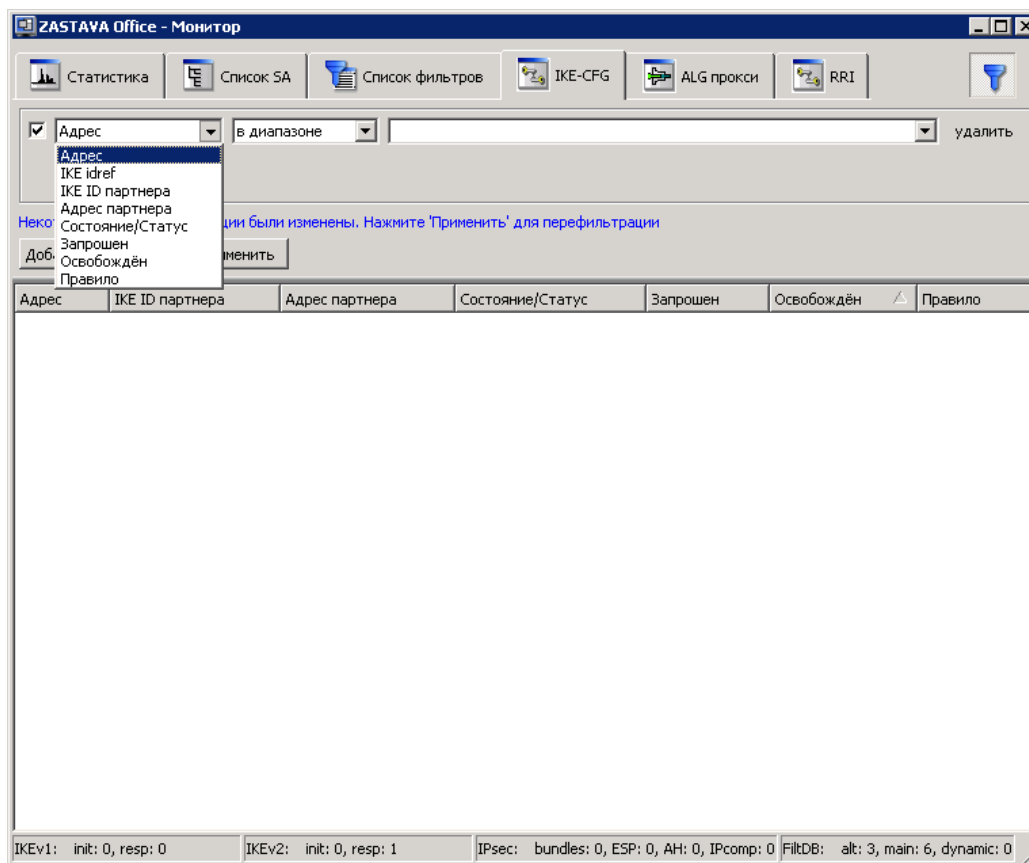 ZASTAVA Office - Монитор
Статистика Список SA Список фильтров IKE-CFG ALG прокси RRI
Адрес в диапазоне удалить
Адрес
IKE idref
IKE ID партнера
Адрес партнера
Состояние/Статус
Запрошен
Освобождён
Правило
были изменены. Нажмите 'Применить' для перефильтрации
Адрес IKE ID партнера Адрес партнера Состояние/Статус Запрошен Освобождён Правило
IKEv1: init: 0, resp: 0 IKEv2: init: 0, resp: 1 IPsec: bundles: 0, ESP: 0, AH: 0, IPcomp: 0 FiltDB: alt: 3, main: 6, dynamic: 0